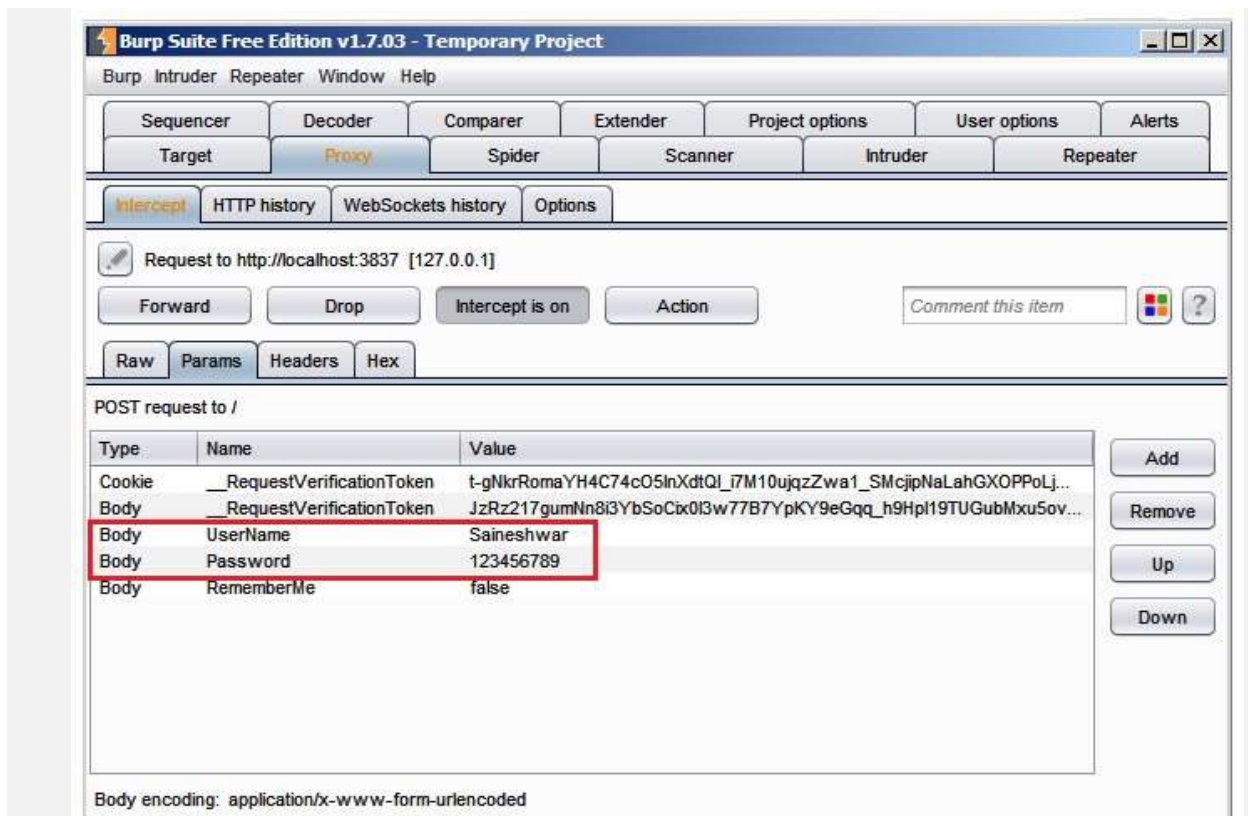 Burp Suite Free Edition v1.7.03 - Temporary Project
Burp Intruder Repeater Window Help
Sequencer Decoder Comparer Extender Project options User options Alerts
Target Proxy Spider Scanner Intruder Repeater
Intercept HTTP history WebSockets history Options
Request to http://localhost:3837 [127.0.0.1]
Forward Drop Intercept is on Action Comment this item ?
Raw Params Headers Hex
POST request to /
Type Name Value
Add
Cookie __RequestVerificationToken
Body __RequestVerificationToken
Remove
Body UserName Saineshwar
Body Password 123456789
Up
Body RememberMe false
Down
Body encoding: application/x-www-form-urlencoded